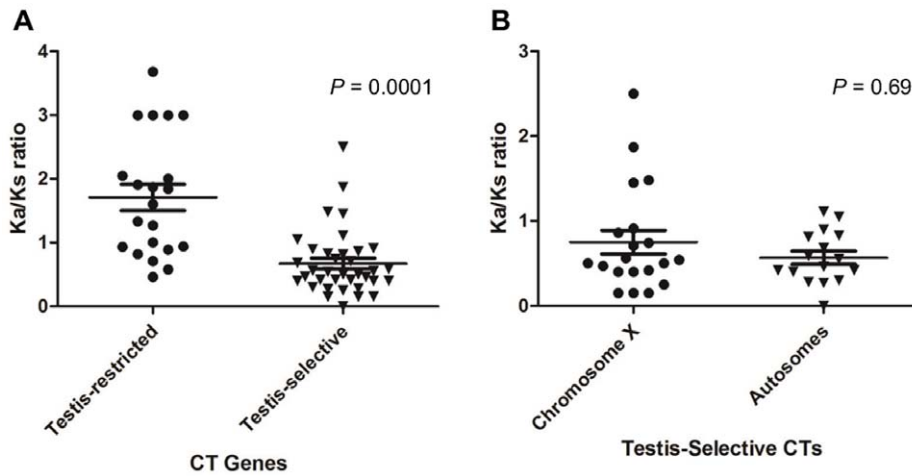 A
B
4
3
2
1
0
Ka/Ks ratio
P = 0.0001
Testis-restricted
Testis-selective
CT Genes
3
2
1
0
Ka/Ks ratio
P = 0.69
Chromosome X
Autosomes
Testis-Selective CTs